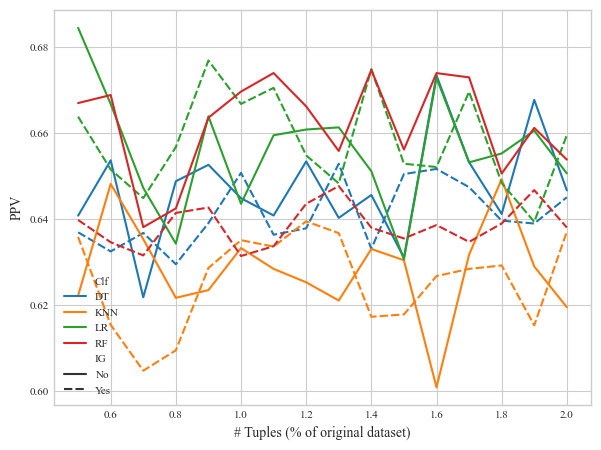 0.68
0.66
0.64
0.62
0.60
PPV
Clf
DT
KNN
LR
RF
IG
No
Yes
0.6 0.8 1.0 1.2 1.4 1.6 1.8 2.0
# Tuples (% of original dataset)